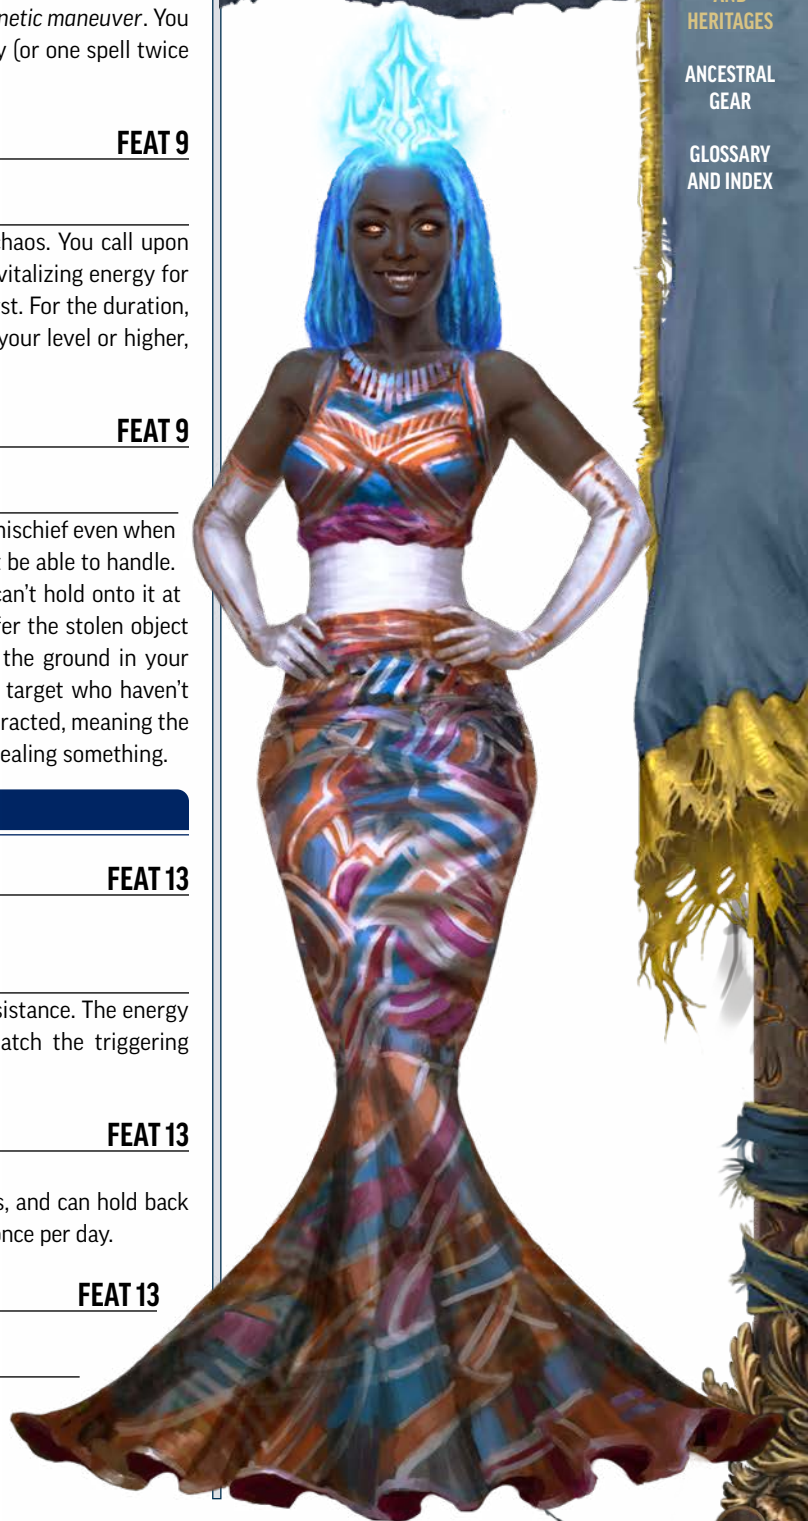 netic maneuver. You
(or one spell twice
FEAT 9
haos. You call upon
vitalizing energy for
st. For the duration,
your level or higher,
FEAT 9
mischief even when
be able to handle.
can't hold onto it at
fer the stolen object
the ground in your
target who haven't
racted, meaning the
ealing something.
FEAT 13
sistance. The energy
atch the triggering
FEAT 13
s, and can hold back
nce per day.
FEAT 13
AND
HERITAGES
ANCESTRAL
GEAR
GLOSSARY
AND INDEX